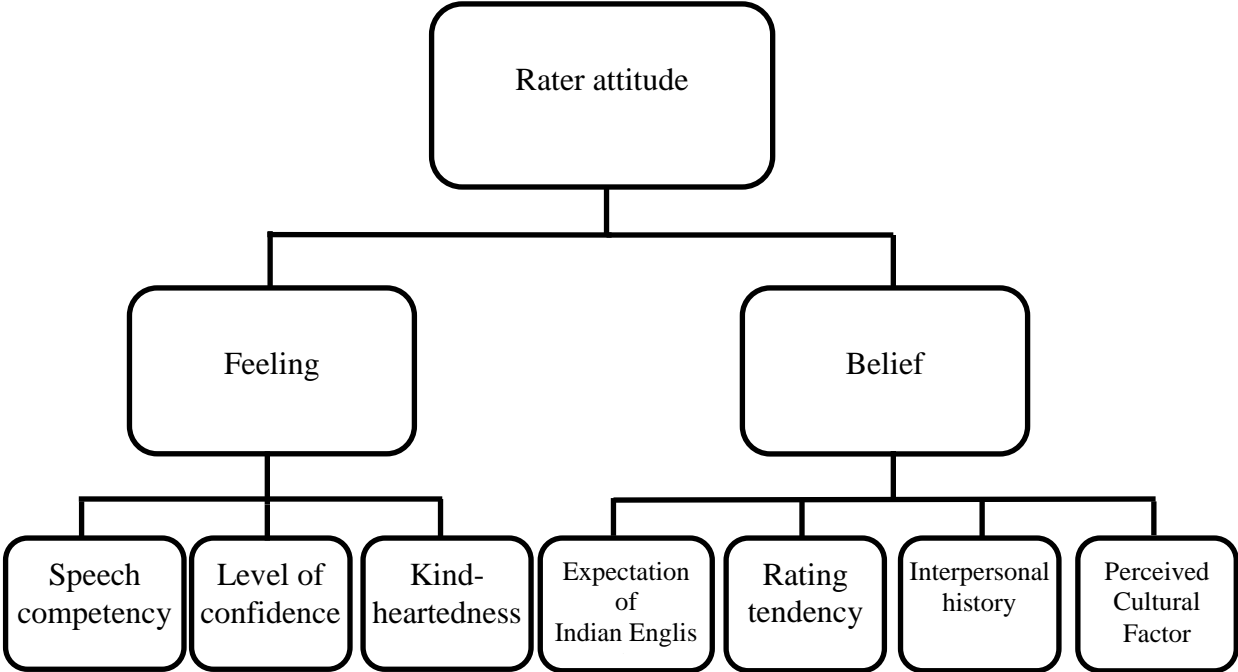 Rater attitude
Feeling
Belief
Speech
competency
Level of
confidence
Kind-
heartedness
Expectation
of
Indian Englis
Rating
tendency
Interpersonal
history
Perceived
Cultural
Factor